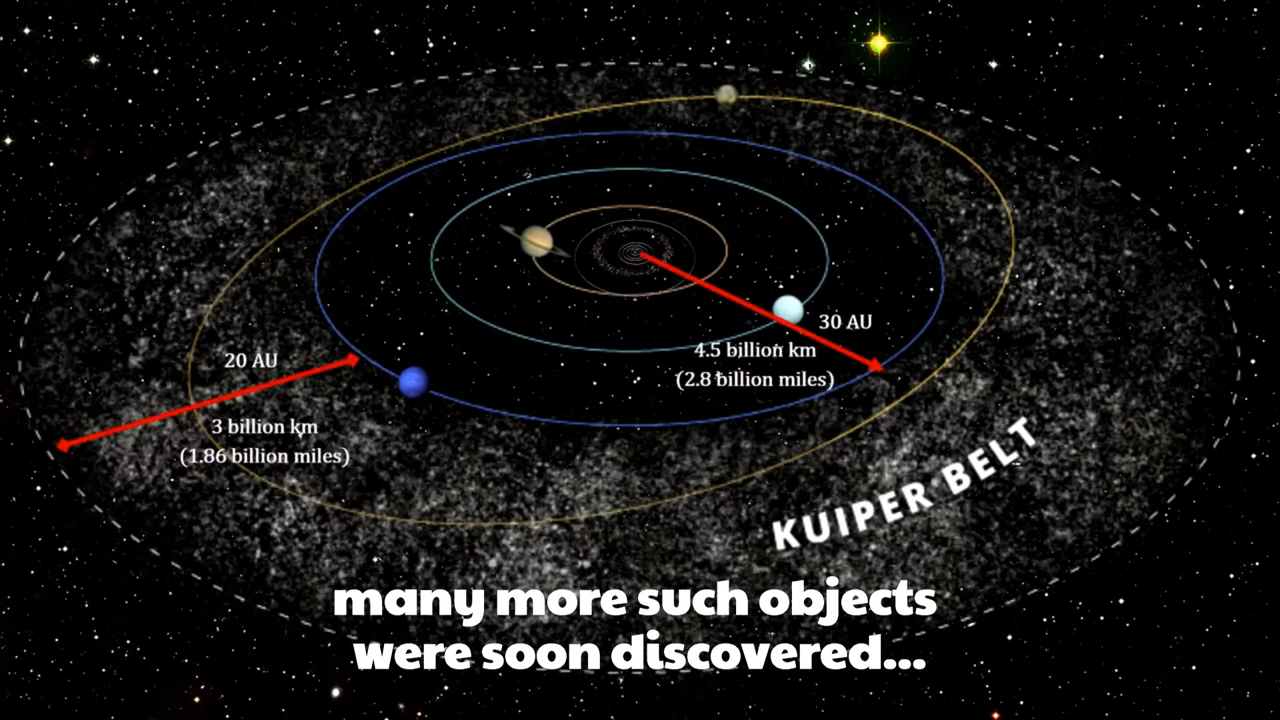 30 AU
4.5 billion km
(2.8 billion miles)
20 AU
3 billion km
(1.86 billion miles)
KUIPER BELT
many more such objects
were soon discovered...